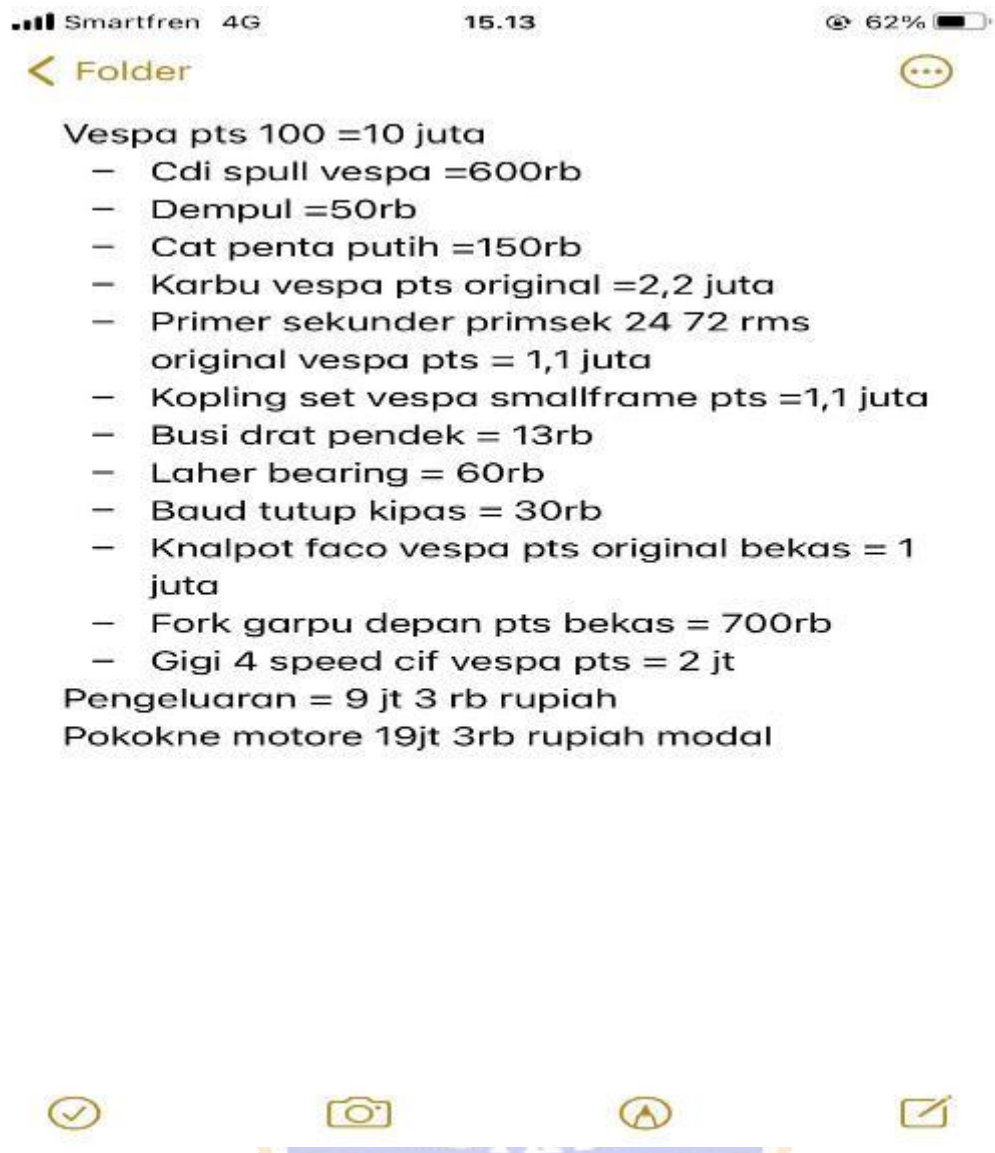 Smartfren 4G 15.13 62%
Folder
Vespa pts 100 =10 juta
– Cdi spull vespa =600rb
– Dempul =50rb
– Cat penta putih =150rb
– Karbu vespa pts original =2,2 juta
– Primer sekunder primsek 24 72 rms
original vespa pts = 1,1 juta
– Kopling set vespa smallframe pts =1,1 juta
– Busi drat pendek = 13rb
– Laher bearing = 60rb
– Baud tutup kipas = 30rb
– Knalpot faco vespa pts original bekas = 1
juta
– Fork garpu depan pts bekas = 700rb
– Gigi 4 speed cif vespa pts = 2 jt
Pengeluaran = 9 jt 3 rb rupiah
Pokokne motore 19jt 3rb rupiah modal